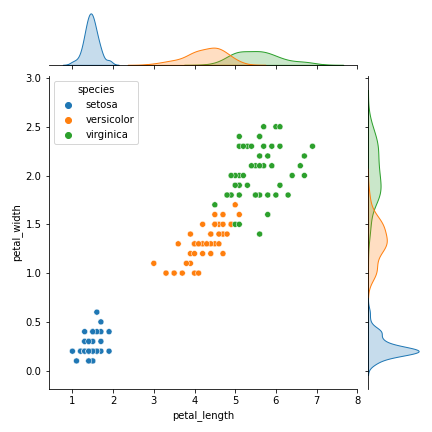 3.0
2.5
2.0
1.5
1.0
0.5
0.0
petal_width
species
setosa
versicolor
virginica
1 2 3 4 5 6 7 8
petal_length